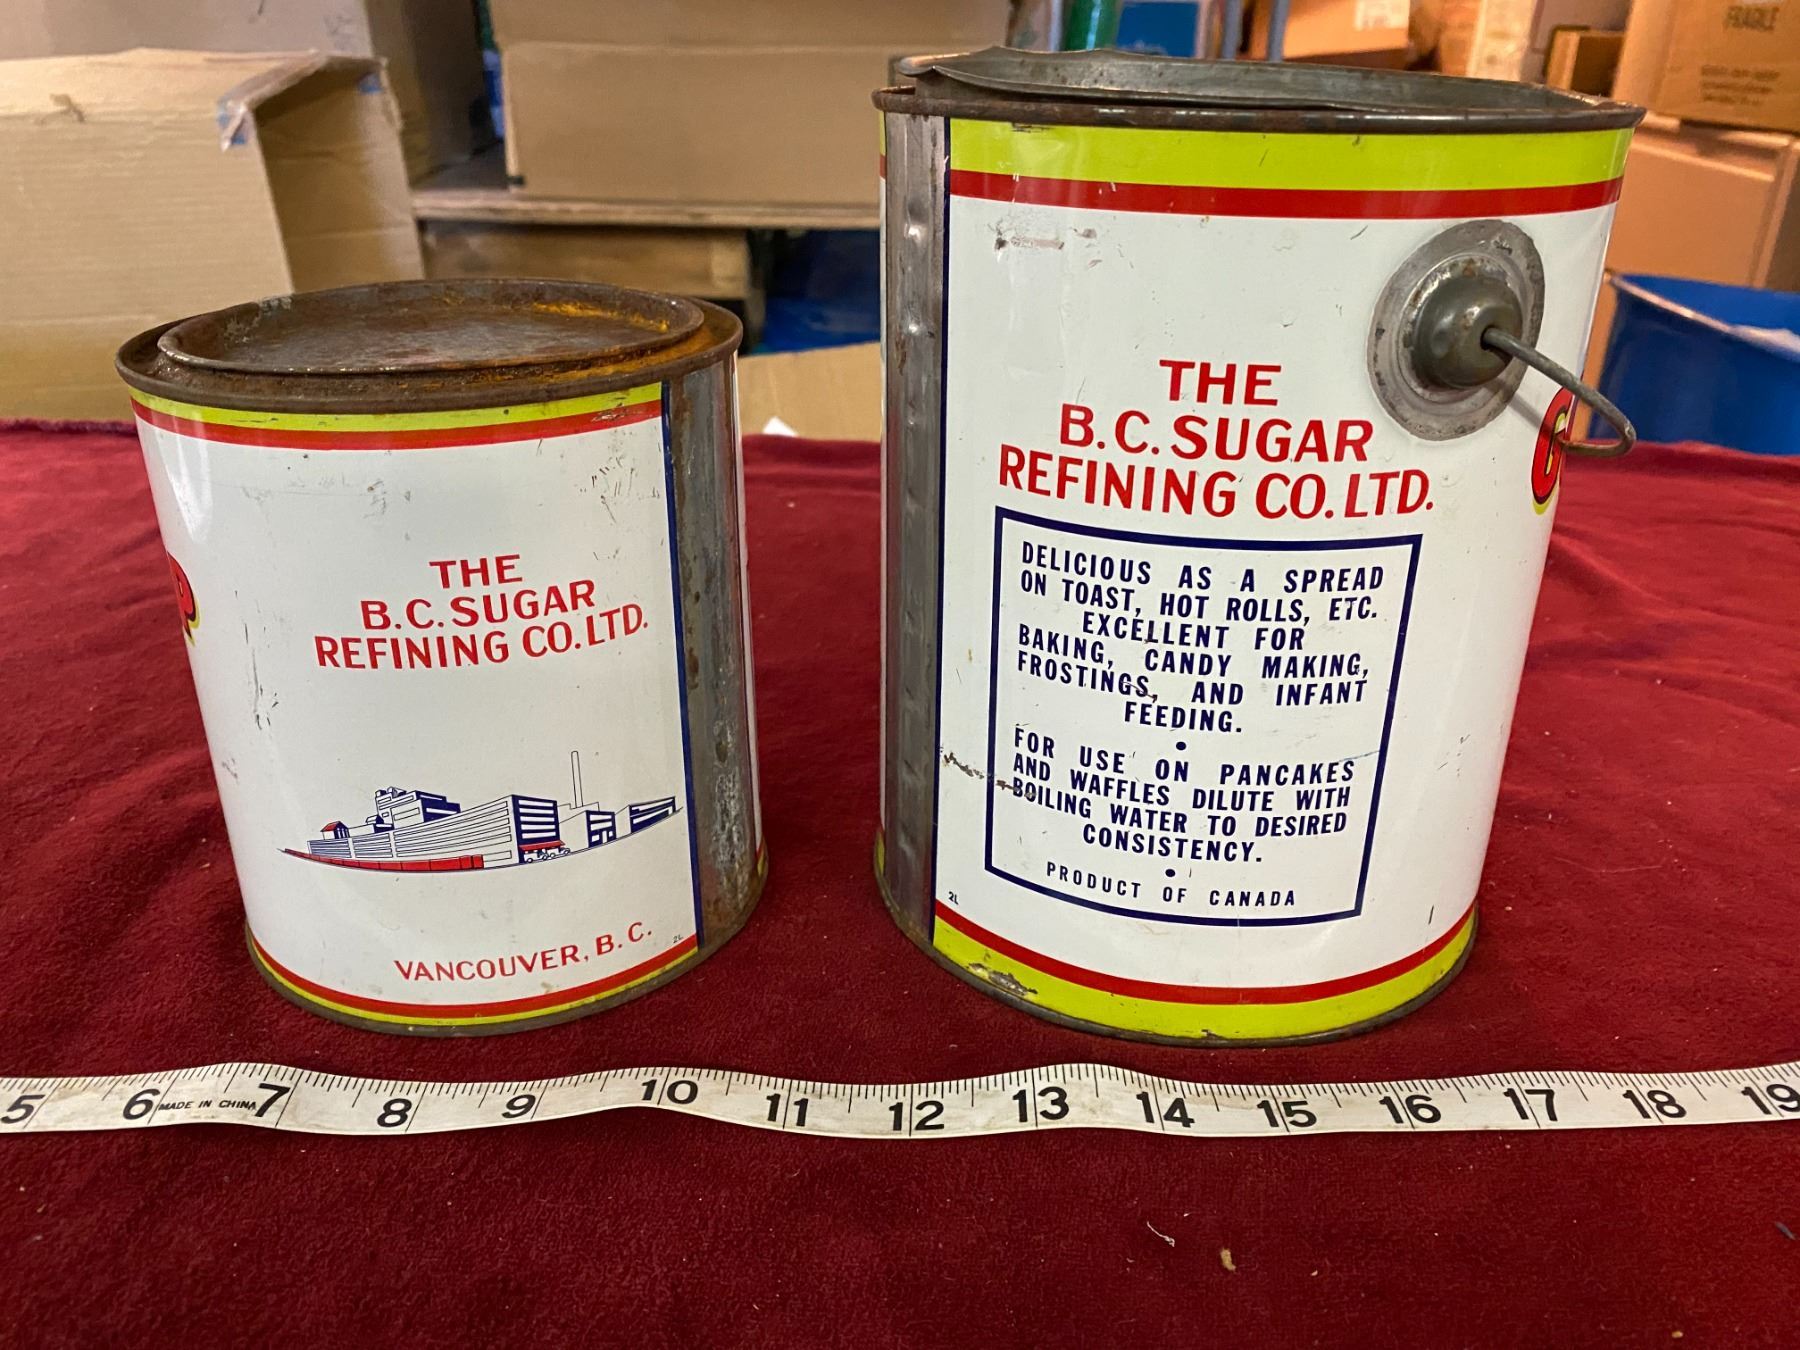 THE
B.C. SUGAR
REFINING CO. LTD.
VANCOUVER, B.C.
2L
THE
B.C. SUGAR
REFINING CO. LTD.
DELICIOUS AS A SPREAD
ON TOAST, HOT ROLLS, ETC.
EXCELLENT FOR
BAKING, CANDY MAKING,
FROSTINGS, AND INFANT
FEEDING.
•
FOR USE ON PANCAKES
AND WAFFLES DILUTE WITH
BOILING WATER TO DESIRED
CONSISTENCY.
•
PRODUCT OF CANADA
2L
FRAGILE
5 6 MADE IN CHINA 7 8 9 10 11 12 13 14 15 16 17 18 19